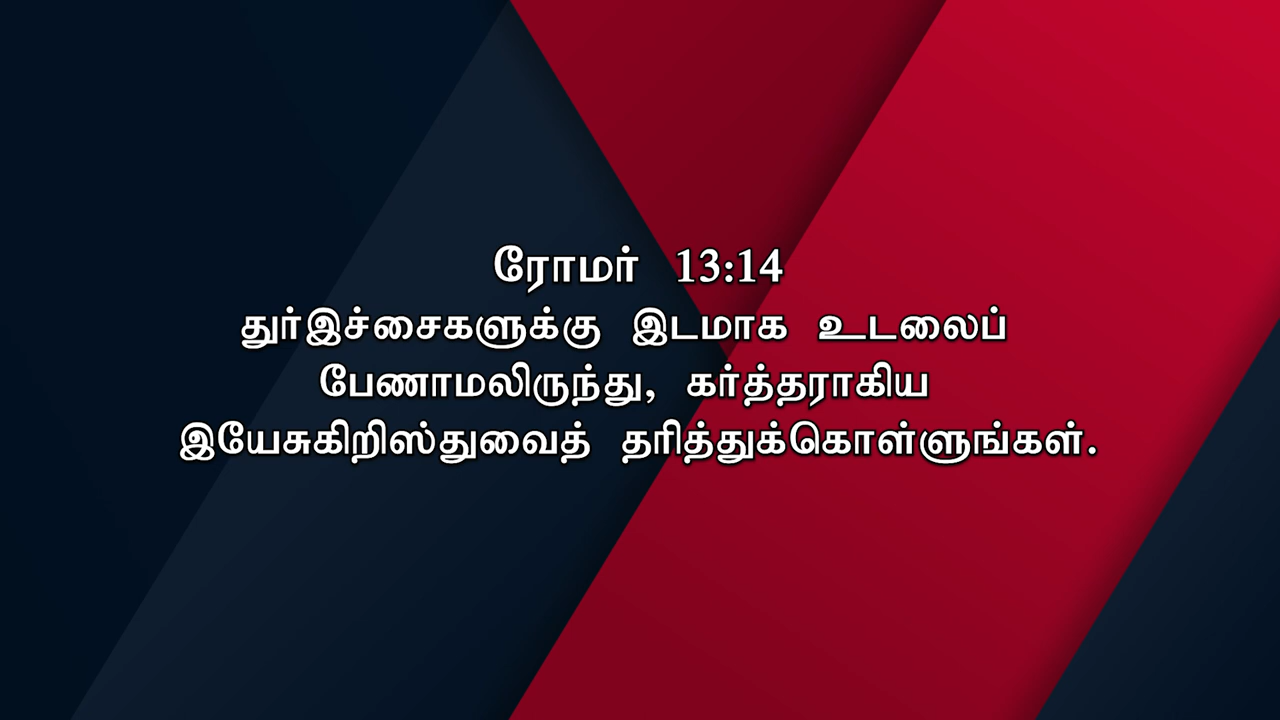 ரோமர் 13:14
துர்இச்சைகளுக்கு இடமாக உடலைப்
பேணாமலிருந்து, கர்த்தராகிய
இயேசுகிறிஸ்துவைத் தரித்துக்கொள்ளுங்கள்.